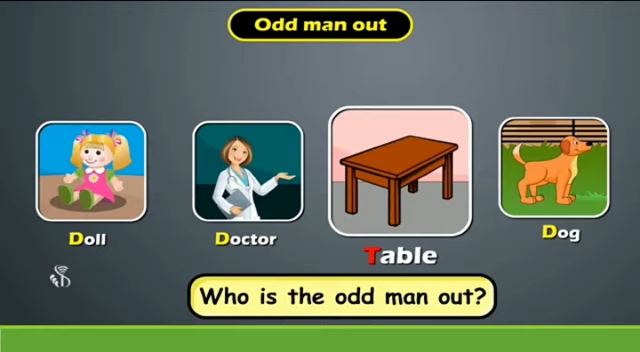 Odd man out
Doll
Doctor
Table
Dog
Who is the odd man out?